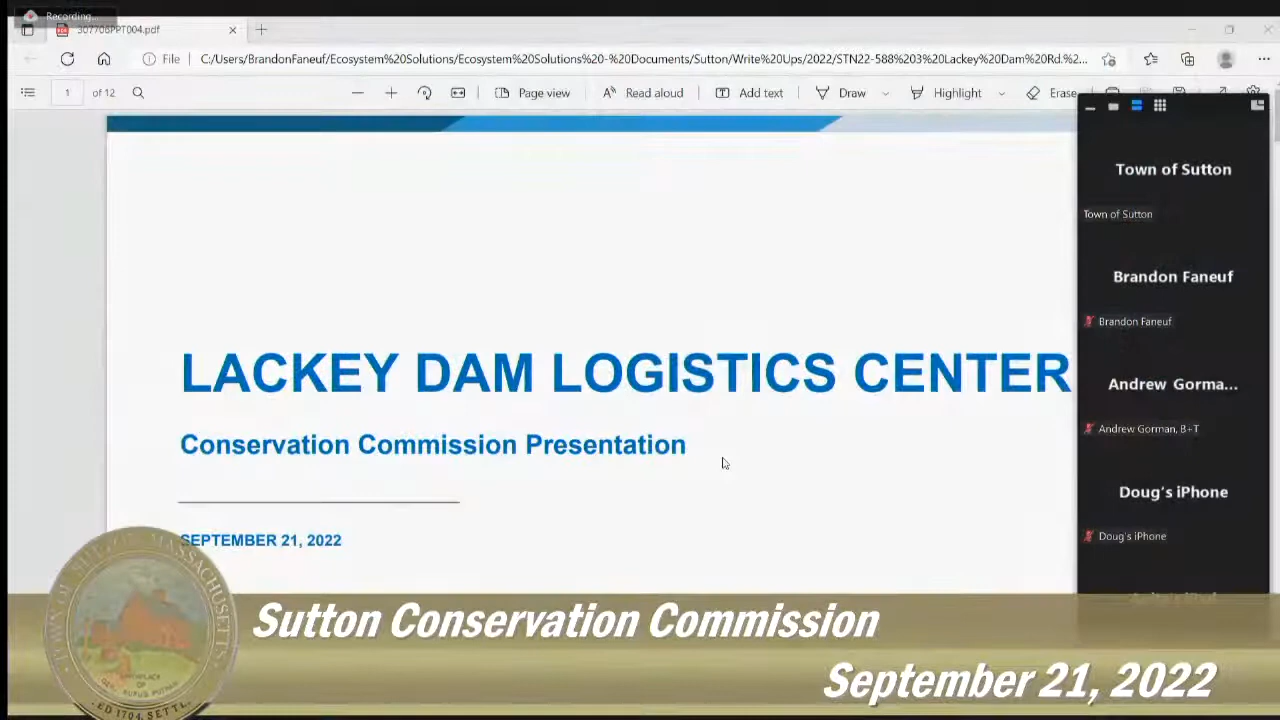 Recording...
307708PPT004.pdf
File
C:/Users/BrandonFaneuf/Ecosystem%20Solutions/Ecosystem%20Solutions%20-%20Documents/Sutton/Write%20Ups/2022/STN22-588%203%20Lackey%20Dam%20Rd.%2...
1 of 12
Page view
Read aloud
Add text
Draw
Highlight
Erase
Town of Sutton
Town of Sutton
Brandon Faneuf
Brandon Faneuf
Andrew Gorma...
Andrew Gorman, B+T
Doug's iPhone
Doug's iPhone
LACKEY DAM LOGISTICS CENTER
Conservation Commission Presentation
SEPTEMBER 21, 2022
Sutton Conservation Commission
September 21, 2022